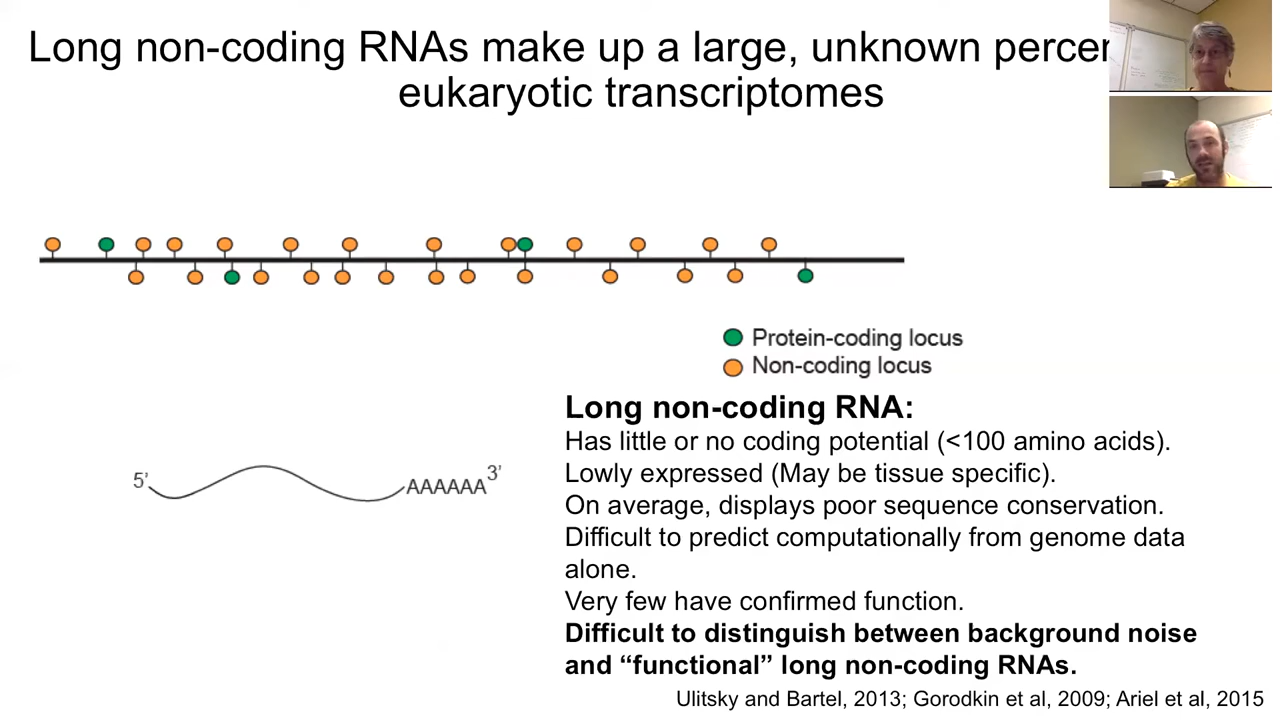 Long non-coding RNAs make up a large, unknown
eukaryotic transcriptomes
Protein-coding locus
Non-coding locus
Long non-coding RNA:
Has little or no coding potential (<100 amino acids).
Lowly expressed (May be tissue specific).
On average, displays poor sequence conservation.
Difficult to predict computationally from genome data
alone.
Very few have confirmed function.
Difficult to distinguish between background noise
and “functional” long non-coding RNAs.
5’
AAAAAA 3’
Ulitsky and Bartel, 2013; Gorodkin et al, 2009; Ariel et al, 2015